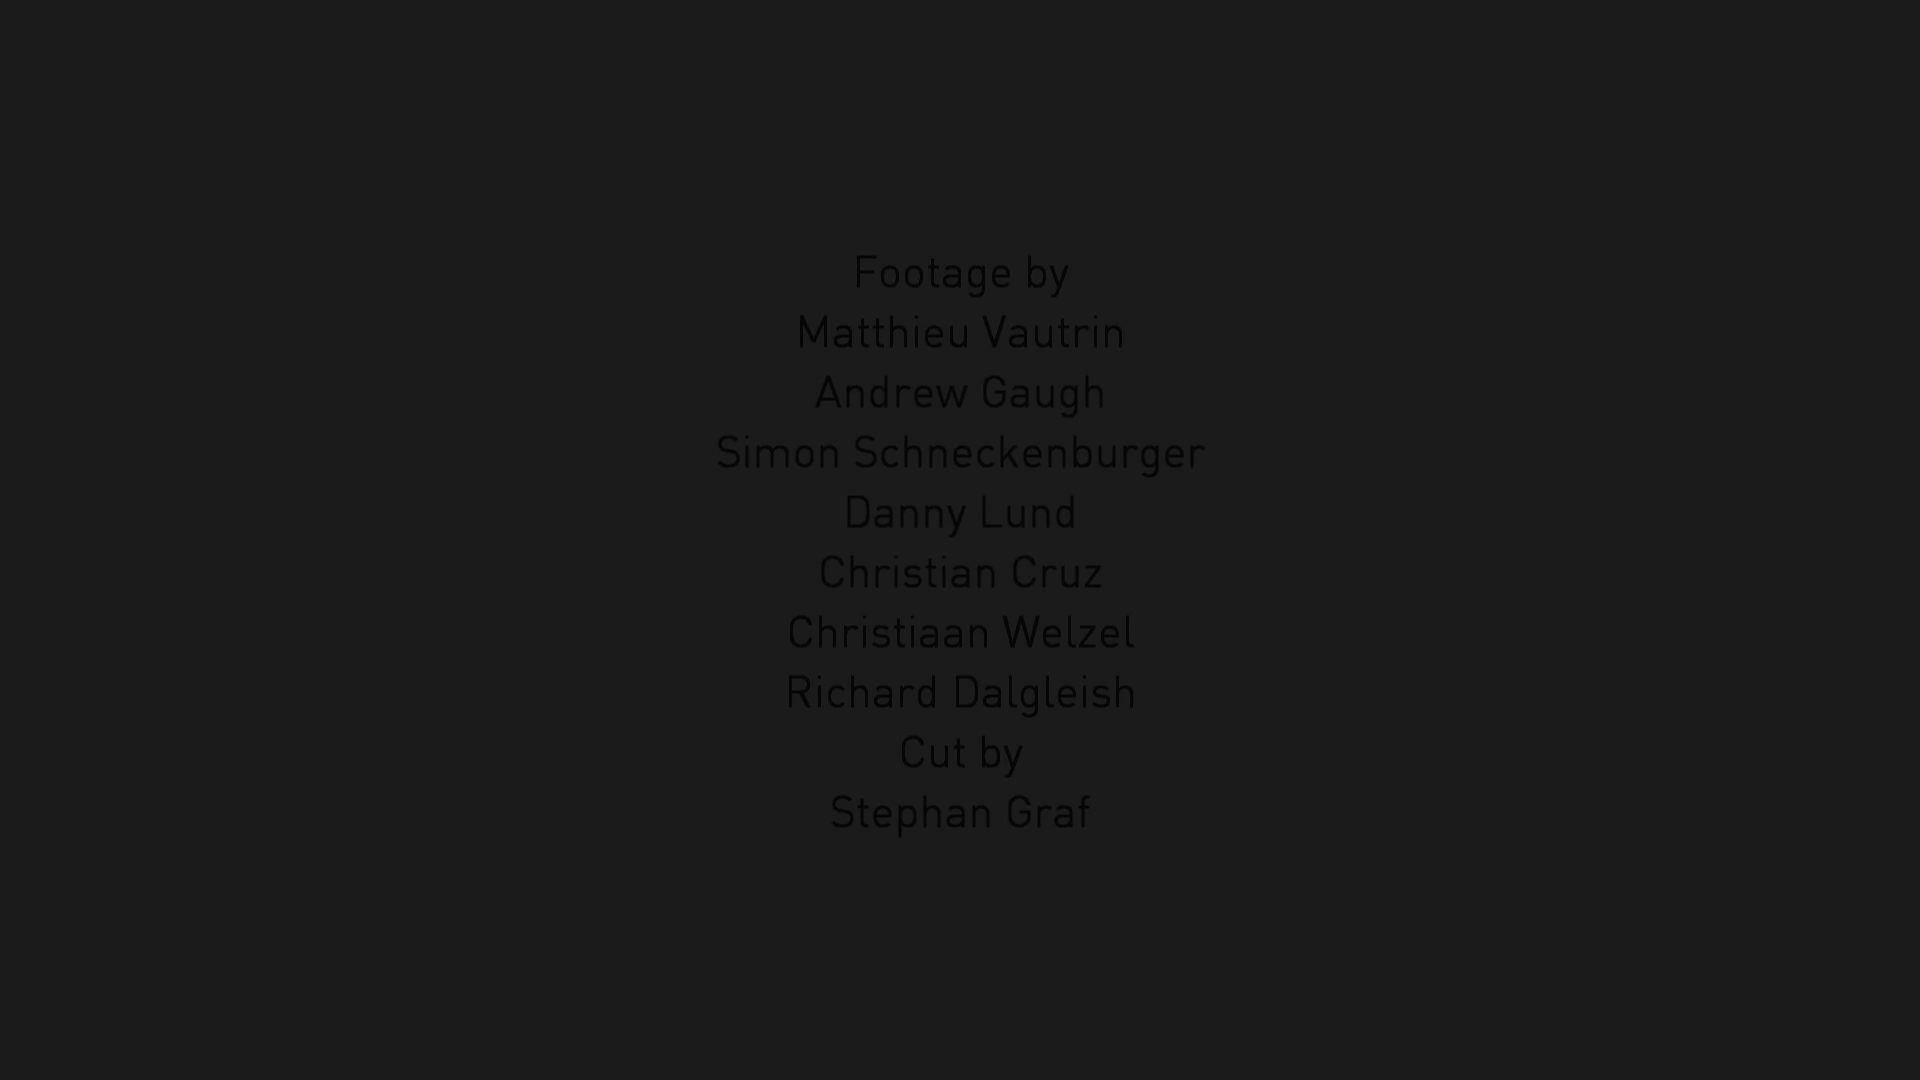 Footage by
Matthieu Vautrin
Andrew Gaugh
Simon Schneckenburger
Danny Lund
Christian Cruz
Christiaan Welzel
Richard Dalgleish
Cut by
Stephan Graf